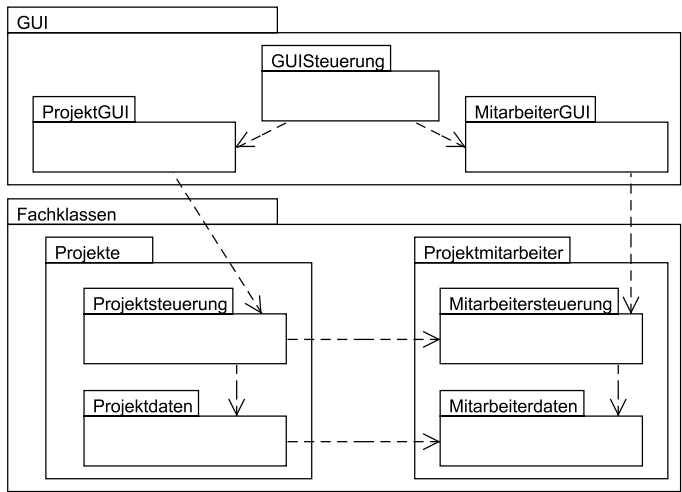 GUI
GUISteuerung
ProjektGUI
MitarbeiterGUI
Fachklassen
Projekte
Projektmitarbeiter
Projektsteuerung
Mitarbeitersteuerung
Projektdaten
Mitarbeiterdaten